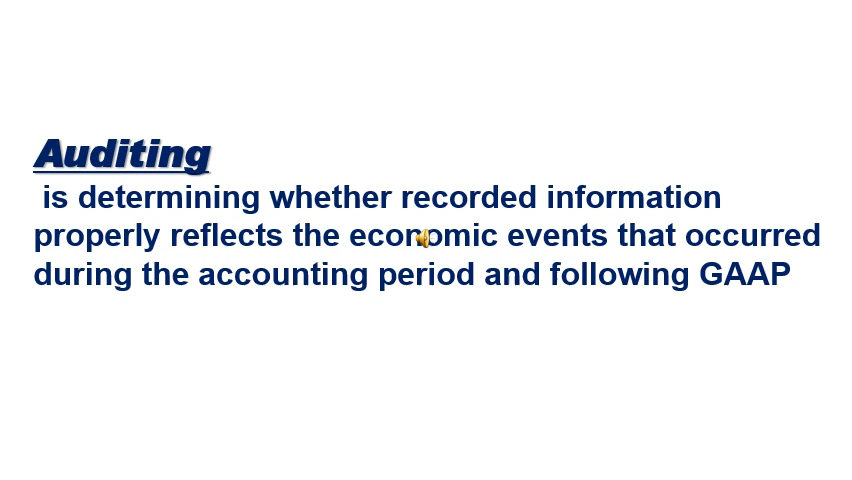 Auditing
is determining whether recorded information
properly reflects the economic events that occurred
during the accounting period and following GAAP